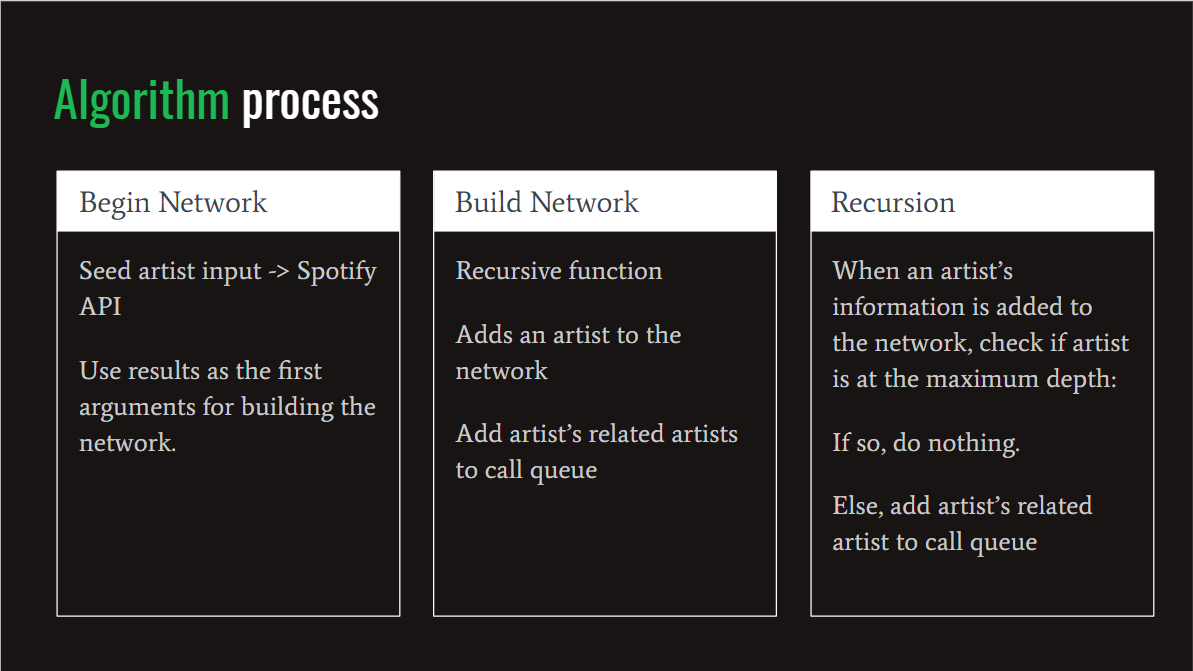 Algorithm process
Begin Network
Seed artist input -> Spotify
API
Use results as the first
arguments for building the
network.
Build Network
Recursive function
Adds an artist to the
network
Add artist’s related artists
to call queue
Recursion
When an artist’s
information is added to
the network, check if artist
is at the maximum depth:
If so, do nothing.
Else, add artist’s related
artist to call queue